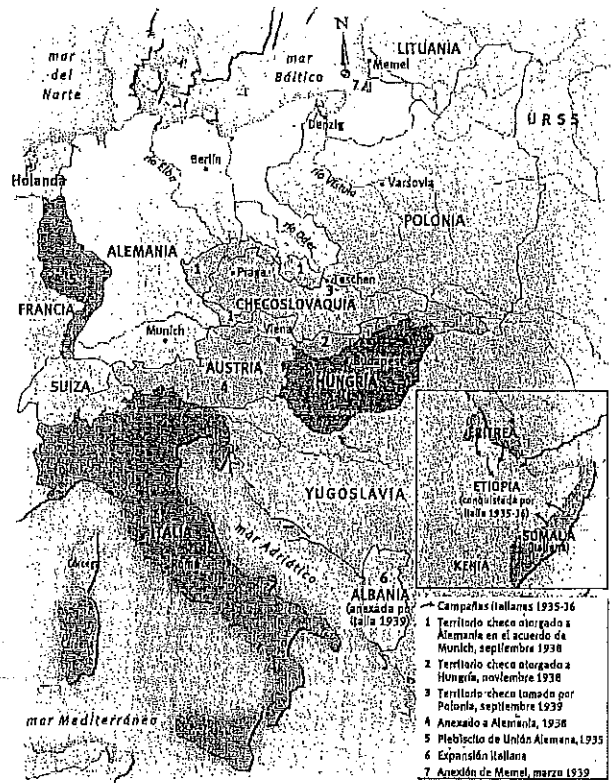 mar
del
Norte
mar
Báltico
N
LITUANIA
Memel
7
URSS
Danzig
Berlín
río Elba
Holanda
río Vístula
Varsovia
POLONIA
río Oder
ALEMANIA
1
Praga
1
Teschen
3
CHECOSLOVAQUIA
FRANCIA
1
Munich
Viena
2
Budapest
AUSTRIA
4
HUNGRÍA
SUIZA
ERITREA
ETIOPIA
(conquistada por
Italia 1935-36)
YUGOSLAVIA
SOMALIA
(italiana)
KENIA
ITALIA
Roma
mar Adriático
Córcega
6
ALBANIA
(anexada por
Italia 1939)
mar Mediterráneo
Campañas italianas 1935-36
1 Territorio checo otorgado a
Alemania en el acuerdo de
Munich, septiembre 1938
2 Territorio checo otorgado a
Hungría, noviembre 1938
3 Territorio checo tomado por
Polonia, septiembre 1939
4 Anexado a Alemania, 1938
5 Plebiscito de Unión Alemana, 1935
6 Expansión italiana
7 Anexión de Memel, marzo 1939